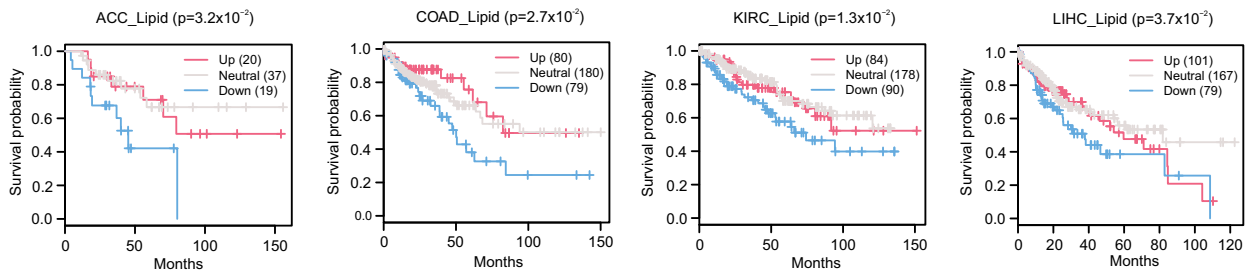 ACC_Lipid (p=3.2x10⁻²)
Survival probability
1.0
0.8
0.6
0.4
0.2
0.0
Up (20)
Neutral (37)
Down (19)
0 50 100 150
Months
COAD_Lipid (p=2.7x10⁻²)
Survival probability
1.0
0.8
0.6
0.4
0.2
0.0
Up (80)
Neutral (180)
Down (79)
0 50 100 150
Months
KIRC_Lipid (p=1.3x10⁻²)
Survival probability
1.0
0.8
0.6
0.4
0.2
0.0
Up (84)
Neutral (178)
Down (90)
0 50 100 150
Months
LIHC_Lipid (p=3.7x10⁻²)
Survival probability
1.0
0.8
0.6
0.4
0.2
0.0
Up (101)
Neutral (167)
Down (79)
0 20 40 60 80 100 120
Months